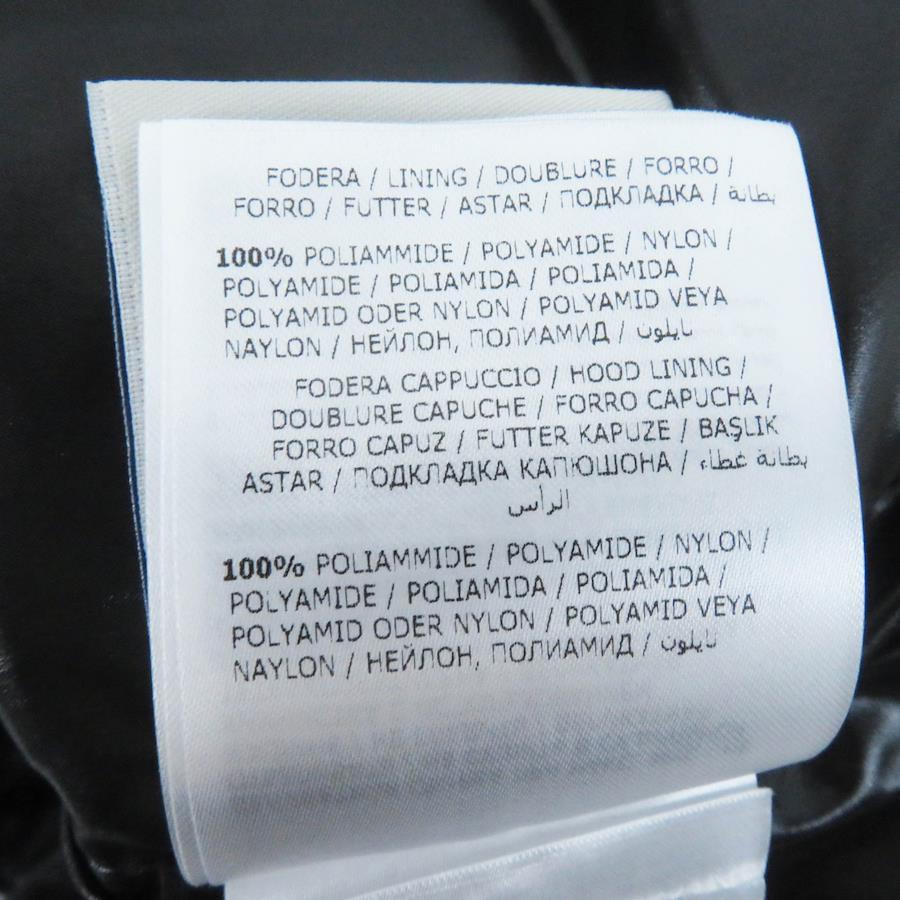 FODERA / LINING / DOUBLURE / FORRO /
FORRO / FUTTER / ASTAR / ПОДКЛАДКА / بطانة
100% POLIAMMIDE / POLYAMIDE / NYLON /
POLYAMIDE / POLIAMIDA / POLIAMIDA /
POLYAMID ODER NYLON / POLYAMID VEYA
NAYLON / НЕЙЛОН, ПОЛИАМИД / نايلون
FODERA CAPPUCCIO / HOOD LINING /
DOUBLURE CAPUCHE / FORRO CAPUCHA /
FORRO CAPUZ / FUTTER KAPUZE / BAŞLIK
ASTAR / ПОДКЛАДКА КАПЮШОНА / بطانة غطاء
الرأس
100% POLIAMMIDE / POLYAMIDE / NYLON /
POLYAMIDE / POLIAMIDA / POLIAMIDA /
POLYAMID ODER NYLON / POLYAMID VEYA
NAYLON / НЕЙЛОН, ПОЛИАМИД / نايلون